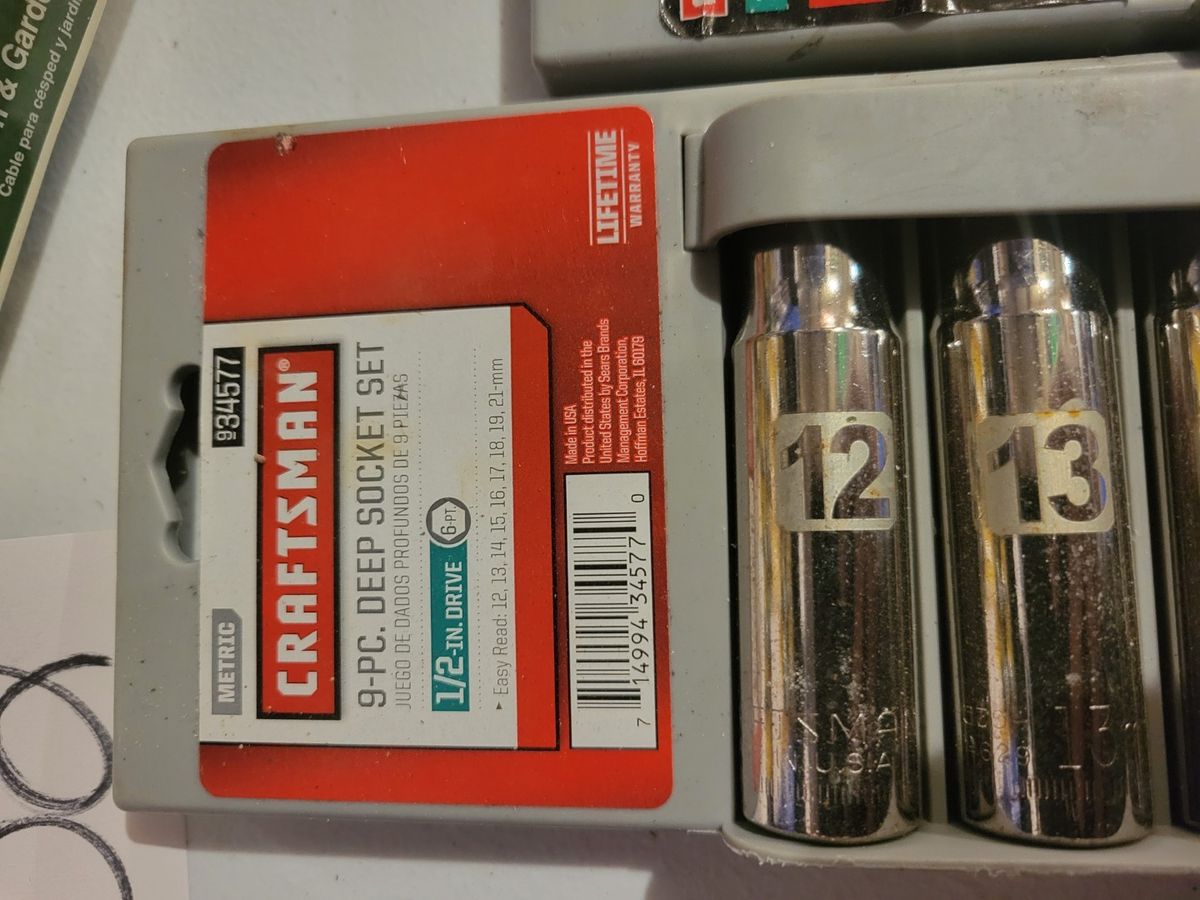 & Garde
Cable para césped y jardí
934577
METRIC
CRAFTSMAN®
9-PC. DEEP SOCKET SET
JUEGO DE DADOS PROFUNDOS DE 9 PIEZAS
1/2-IN. DRIVE 6-PT.
▸ Easy Read: 12, 13, 14, 15, 16, 17, 18, 19, 21-mm
Made in USA
Product distributed in the
United States by Sears Brands
Management Corporation,
Hoffman Estates, IL 60179
7 14994 34577 0
LIFETIME
WARRANTY
12
13
U.S.A